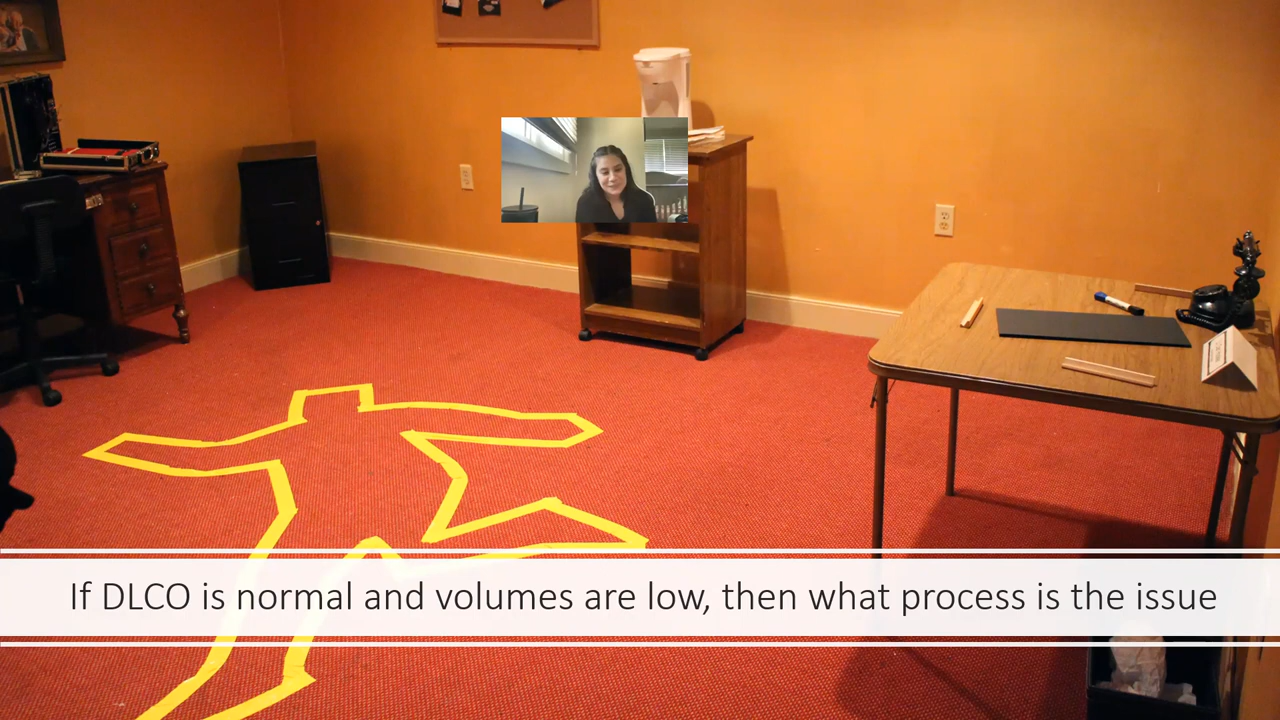 If DLCO is normal and volumes are low, then what process is the issue